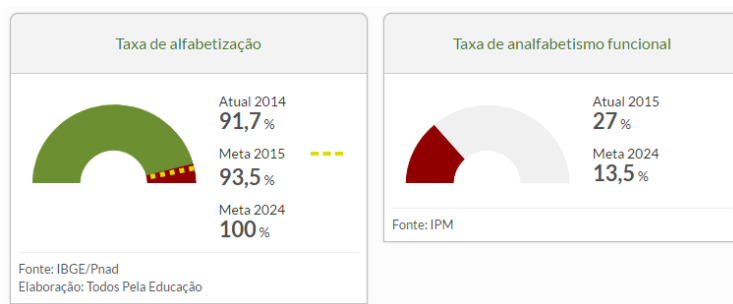 Taxa de alfabetização
Atual 2014
91,7 %
Meta 2015
93,5 %
Meta 2024
100 %
Fonte: IBGE/Pnad
Elaboração: Todos Pela Educação
Taxa de analfabetismo funcional
Atual 2015
27 %
Meta 2024
13,5 %
Fonte: IPM